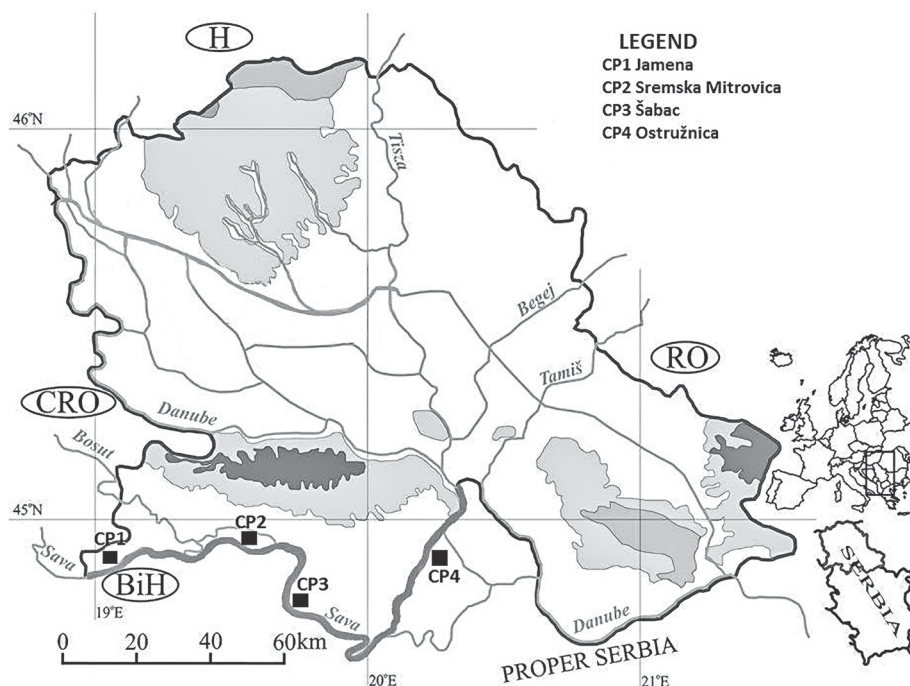 H
LEGEND
CP1 Jamena
CP2 Sremska Mitrovica
CP3 Šabac
CP4 Ostružnica
46°N
Tisza
Begej
RO
Tamiš
CRO
Danube
Bosut
45°N
CP2
CP1
CP4
Sava
BiH
CP3
19°E
Sava
Danube
SERBIA
0 20 40 60km
PROPER SERBIA
20°E
21°E